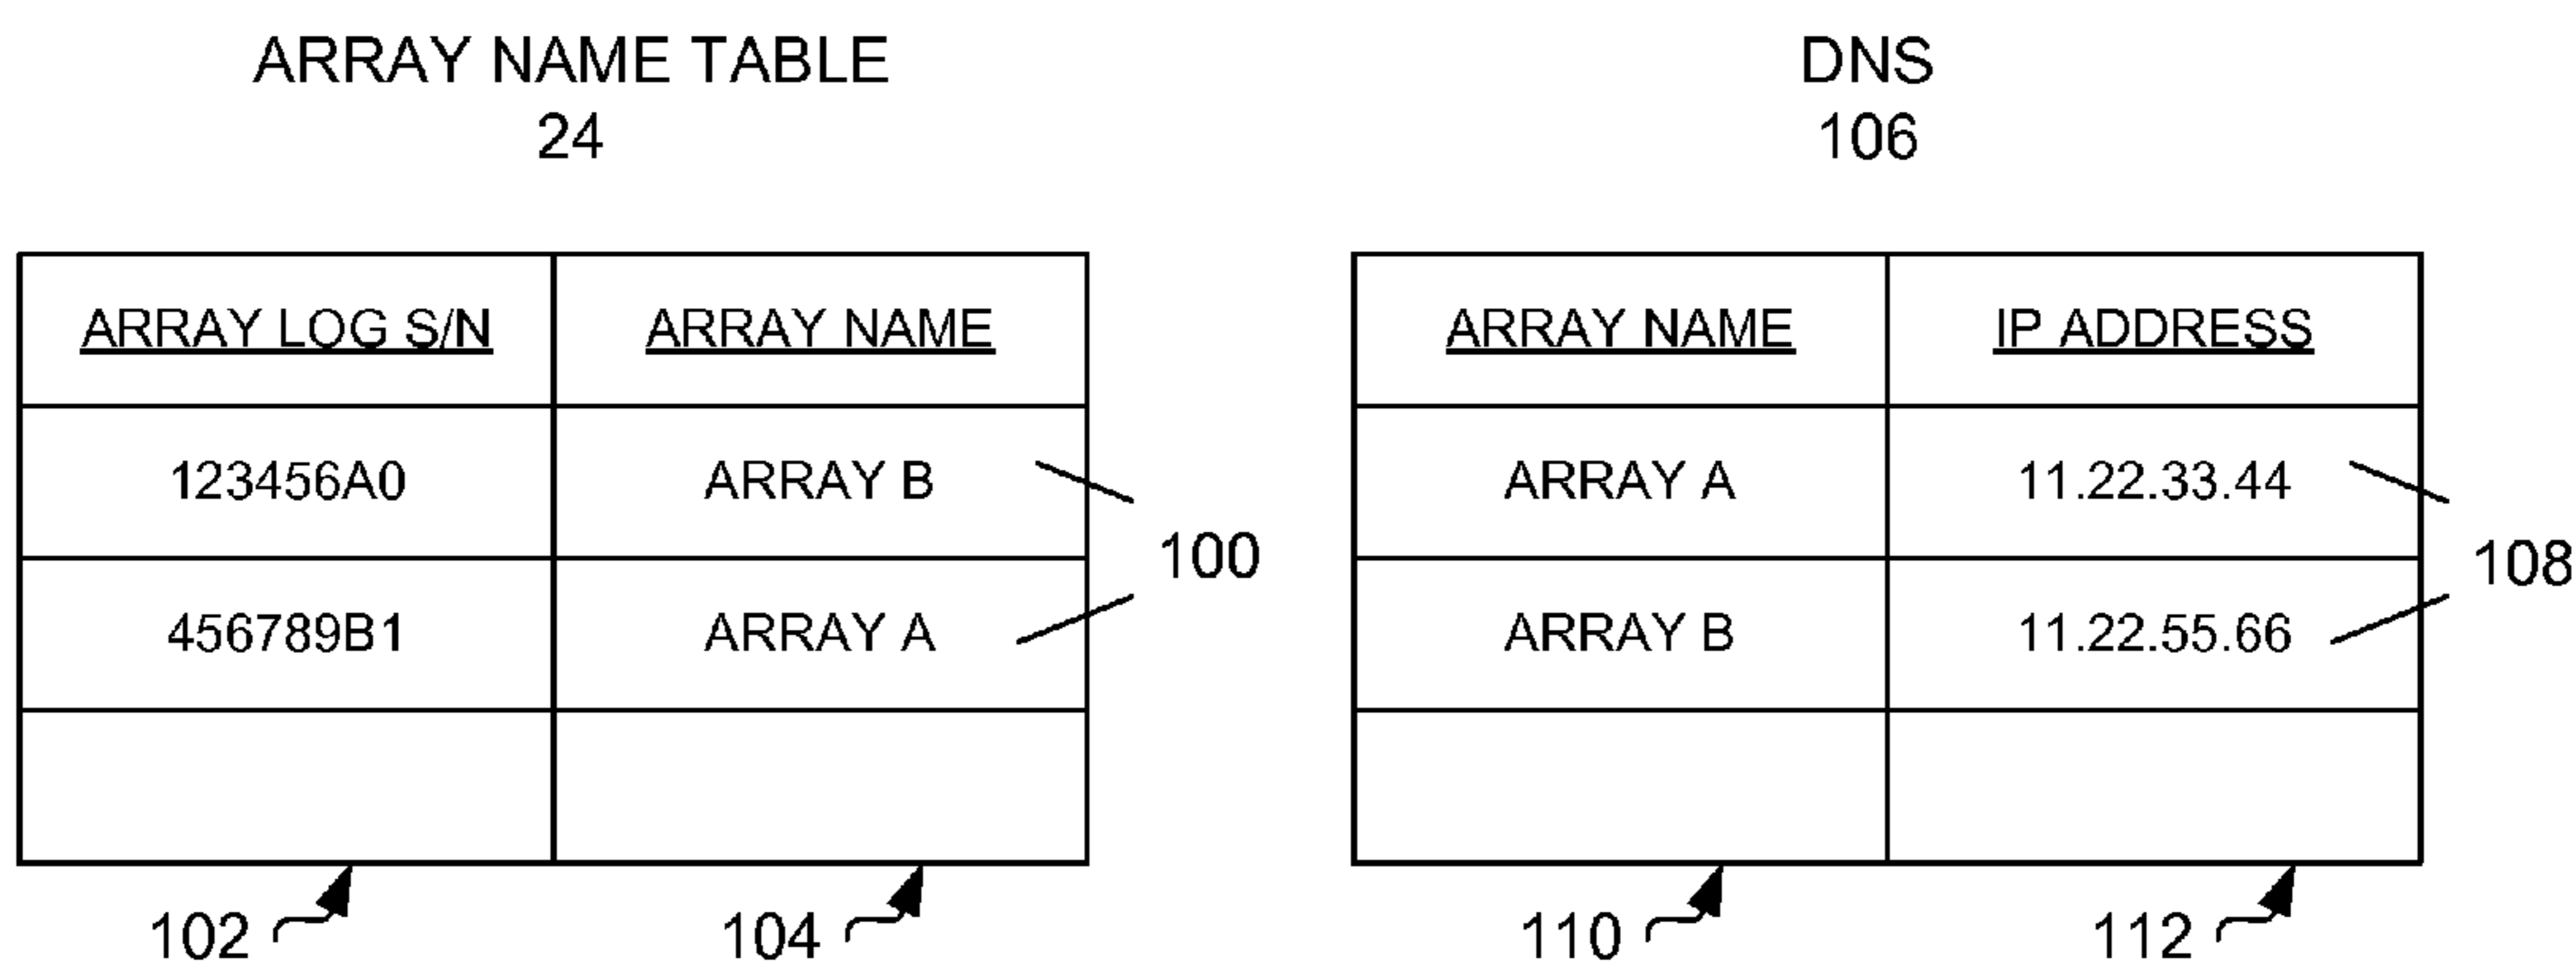 ARRAY NAME TABLE
24
ARRAY LOG S/N ARRAY NAME
123456A0 ARRAY B
456789B1 ARRAY A
100
102 104
DNS
106
ARRAY NAME IP ADDRESS
ARRAY A 11.22.33.44
ARRAY B 11.22.55.66
108
110 112